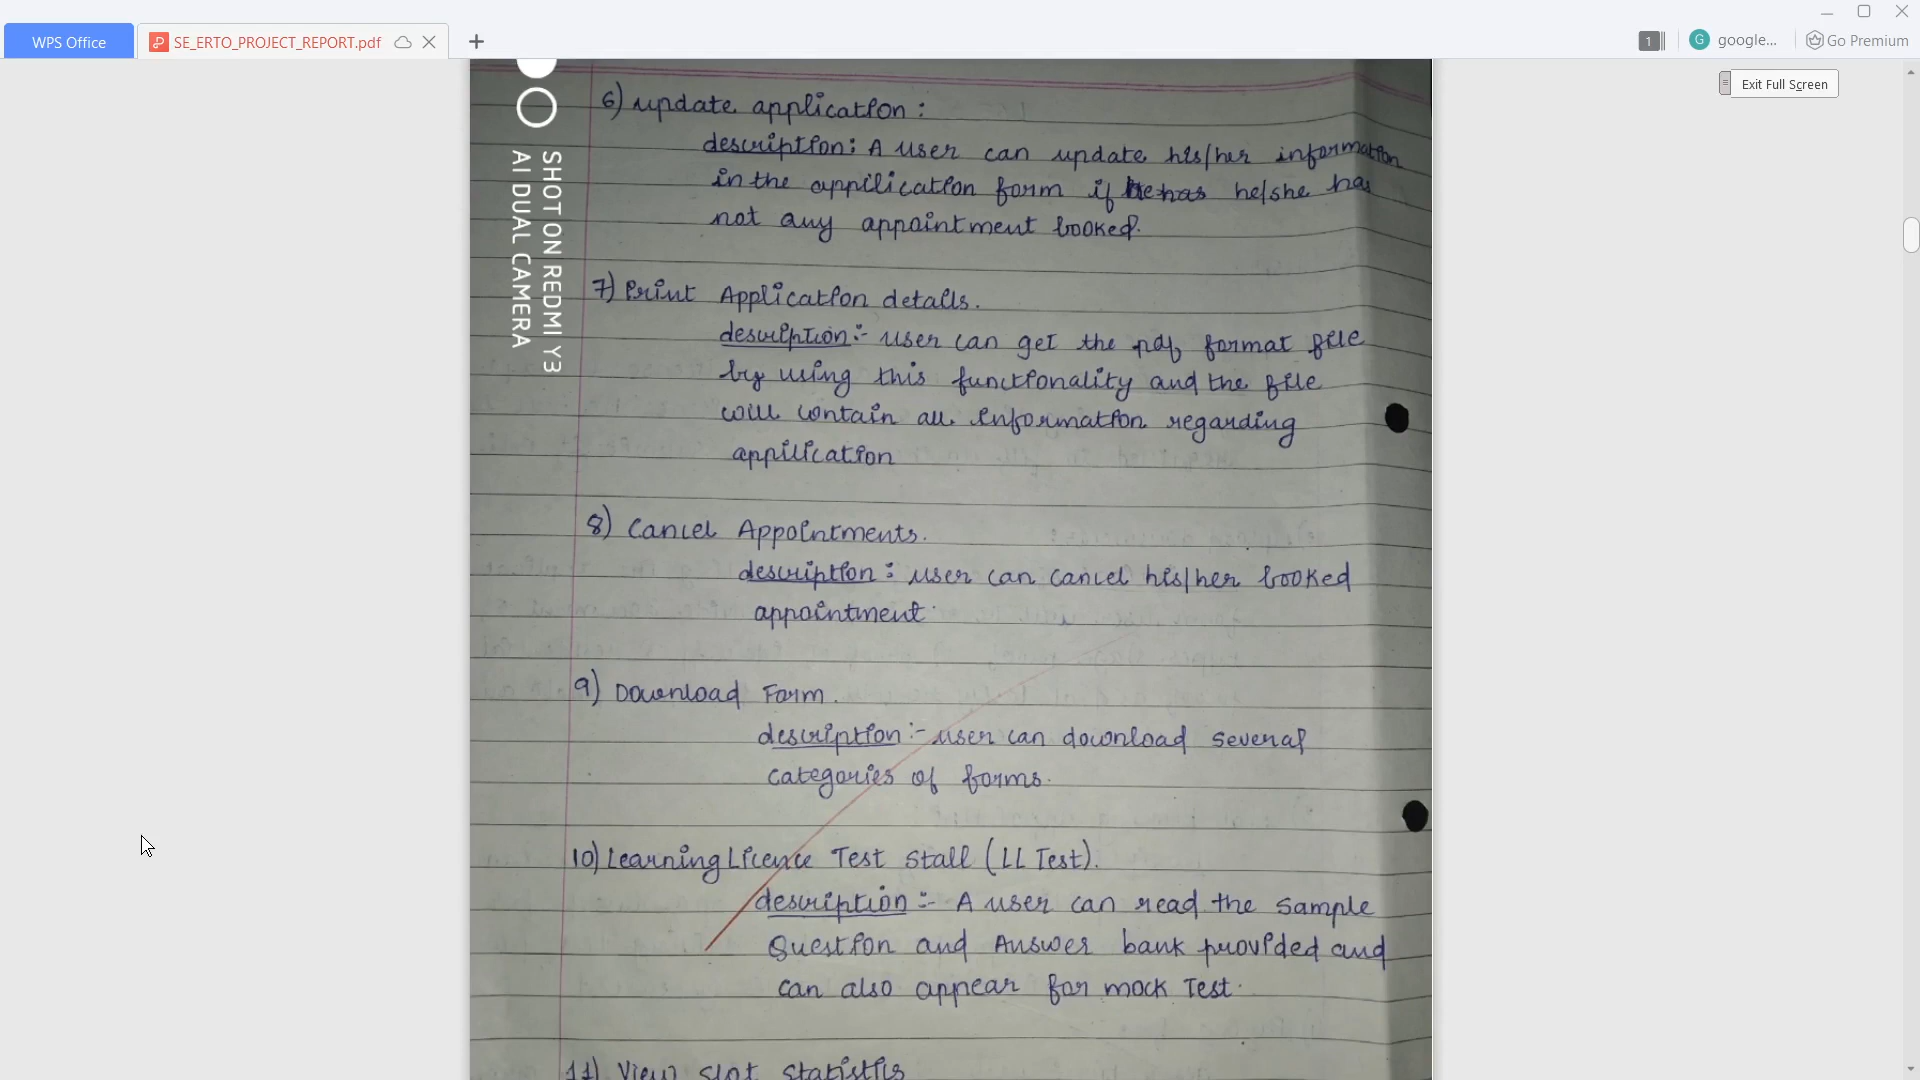 WPS Office
SE_ERTO_PROJECT_REPORT.pdf
1
G google...
Go Premium
Exit Full Screen
SHOT ON REDMI Y3
AI DUAL CAMERA
6) update application :
description : A user can update his/her information
in the appilication form if he/she has
not any appointment booked.
7) Print Application details.
description :- user can get the pdf format file
by using this functionality and the file
will contain all information regarding
appilication
8) Cancel Appointments.
description : user can cancel his/her booked
appointment.
9) Download Form.
description :- user can download several
categories of forms.
10) Learning Licence Test Stall (LL Test).
description :- A user can read the sample
Question and Answer bank provided and
can also appear for mock Test.
11) View slot statistics